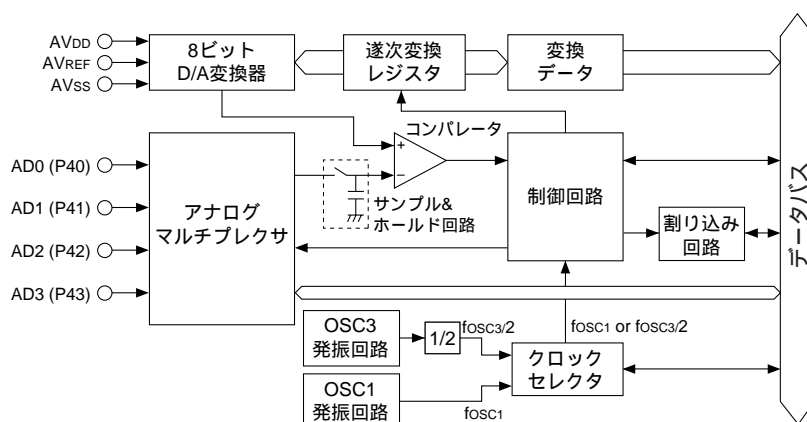 AVDD
AVREF
AVSS
8ビット
D/A変換器
遂次変換
レジスタ
変換
データ
コンパレータ
+
−
AD0 (P40)
AD1 (P41)
AD2 (P42)
AD3 (P43)
アナログ
マルチプレクサ
サンプル&
ホールド回路
制御回路
割り込み
回路
データバス
OSC3
発振回路
1/2
fOSC3/2
fOSC1 or fOSC3/2
クロック
セレクタ
OSC1
発振回路
fOSC1